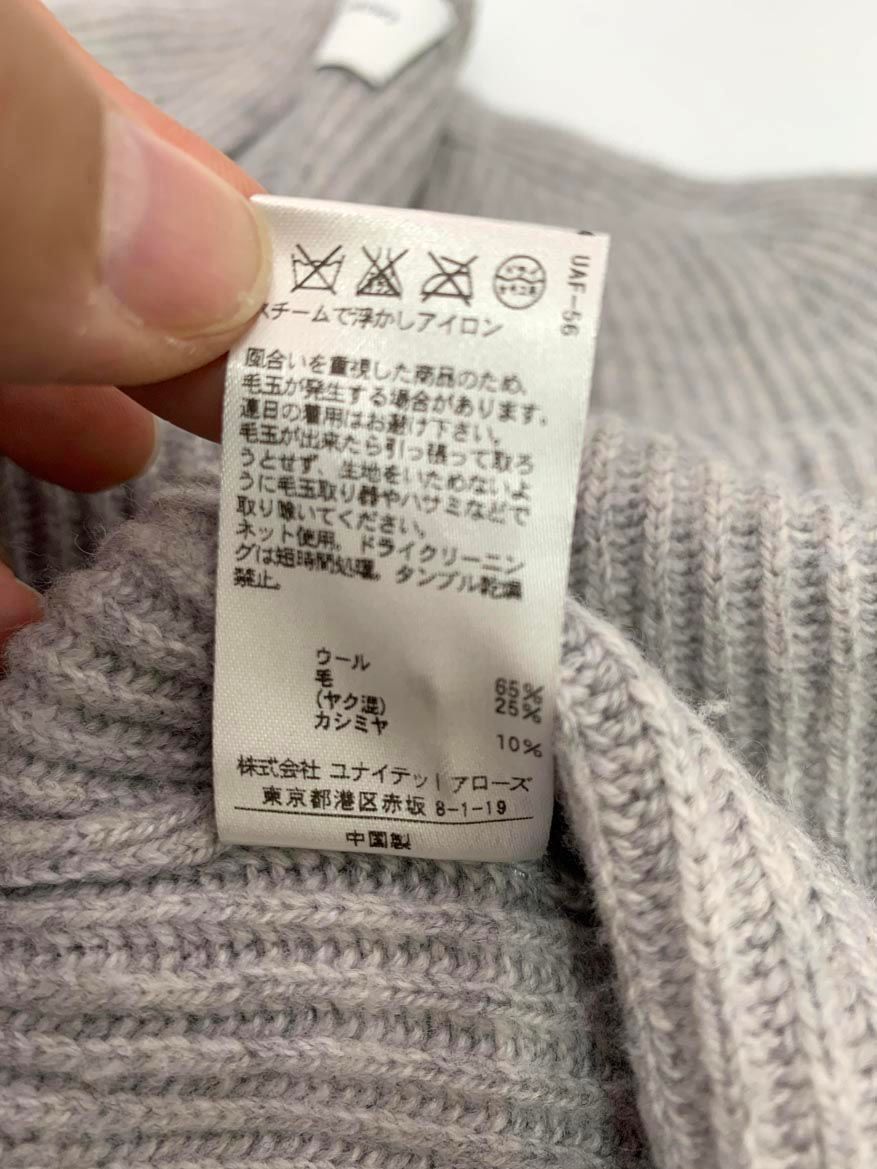 UAF-56
スチームで浮かしアイロン
風合いを重視した商品のため、
毛玉が発生する場合があります。
連日の着用はお避け下さい。
毛玉が出来たら引っ張って取ろ
うとせず、生地をいためないよ
うに毛玉取り器やハサミなどで
取り除いてください。
ネット使用。ドライクリーニン
グは短時間処理。タンブル乾燥
禁止。
ウール 65%
毛 25%
(ヤク混)
カシミヤ 10%
株式会社 ユナイテッドアローズ
東京都港区赤坂 8-1-19
中国製